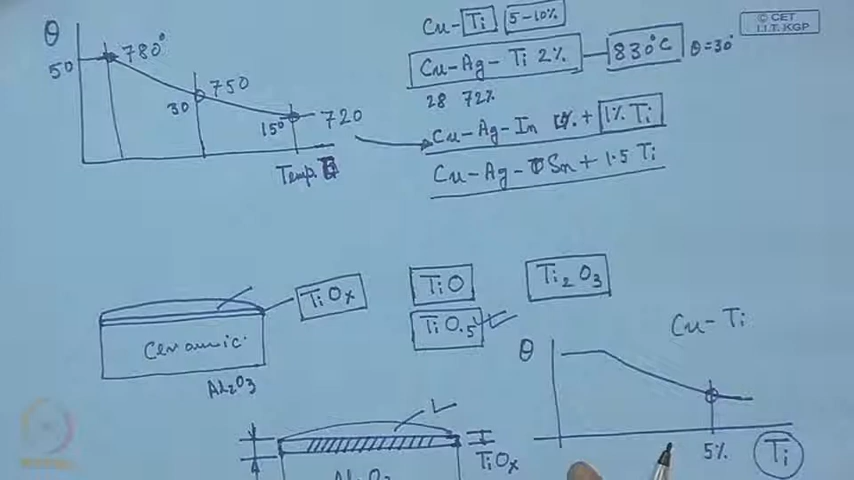 θ
50
780°
30
750
15°
720
Temp.
Cu-Ti 5-10%
Cu-Ag-Ti 2% 830°C θ=30°
28 72%
Cu-Ag-In + 1% Ti
Cu-Ag- Sn + 1.5 Ti
© CET
I.I.T. KGP
Ceramic
Al2O3
TiOx
TiO
TiO.5
Ti2O3
L
Al2O3
TiOx
θ
Cu-Ti
5%
Ti